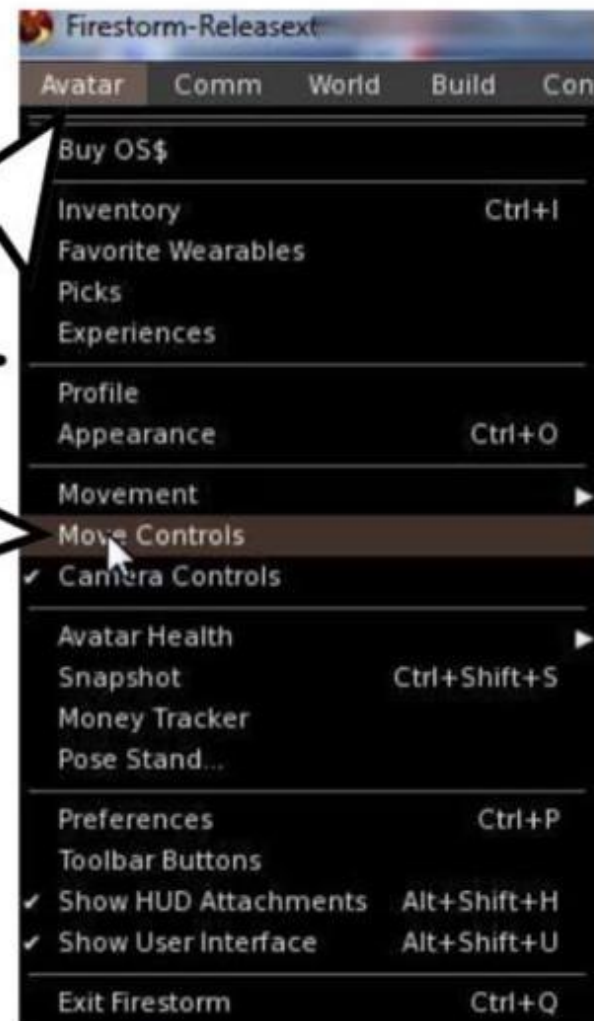 Firestorm-Releasext
Avatar Comm World Build Con
Buy OS$
Inventory Ctrl+I
Favorite Wearables
Picks
Experiences
Profile
Appearance Ctrl+O
Movement
Move Controls
Camera Controls
Avatar Health
Snapshot Ctrl+Shift+S
Money Tracker
Pose Stand...
Preferences Ctrl+P
Toolbar Buttons
Show HUD Attachments Alt+Shift+H
Show User Interface Alt+Shift+U
Exit Firestorm Ctrl+Q